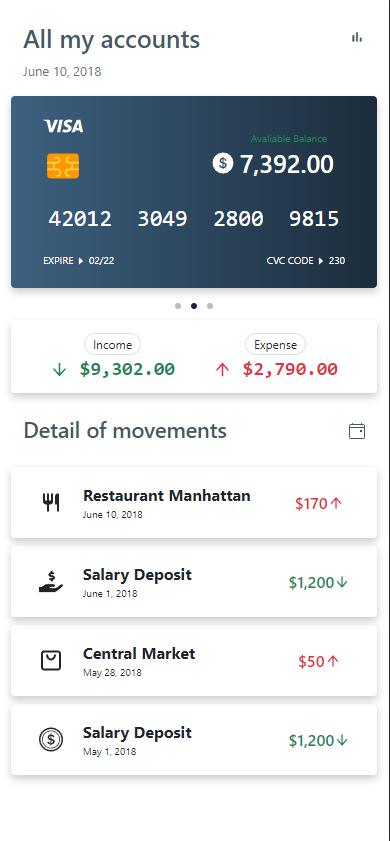 All my accounts
June 10, 2018
VISA
Avaliable Balance
$ 7,392.00
42012 3049 2800 9815
EXPIRE 02/22 CVC CODE 230
Income Expense
$9,302.00 $2,790.00
Detail of movements
Restaurant Manhattan
$170
June 10, 2018
Salary Deposit
$1,200
June 1, 2018
Central Market
$50
May 28, 2018
Salary Deposit
$1,200
May 1, 2018